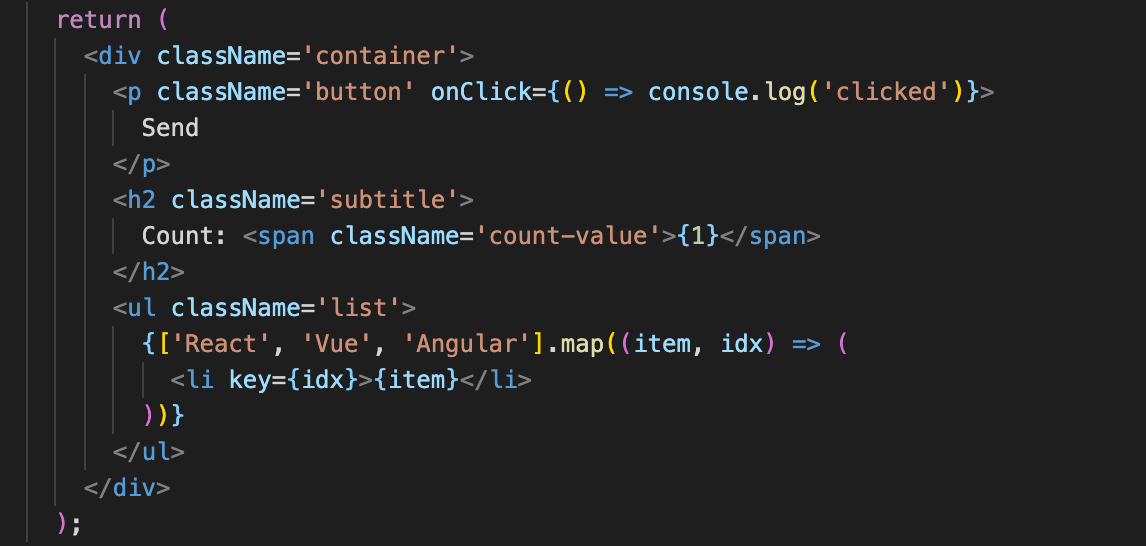 return (
<div className='container'>
<p className='button' onClick={() => console.log('clicked')}>
Send
</p>
<h2 className='subtitle'>
Count: <span className='count-value'>{1}</span>
</h2>
<ul className='list'>
{['React', 'Vue', 'Angular'].map((item, idx) => (
<li key={idx}>{item}</li>
))}
</ul>
</div>
);